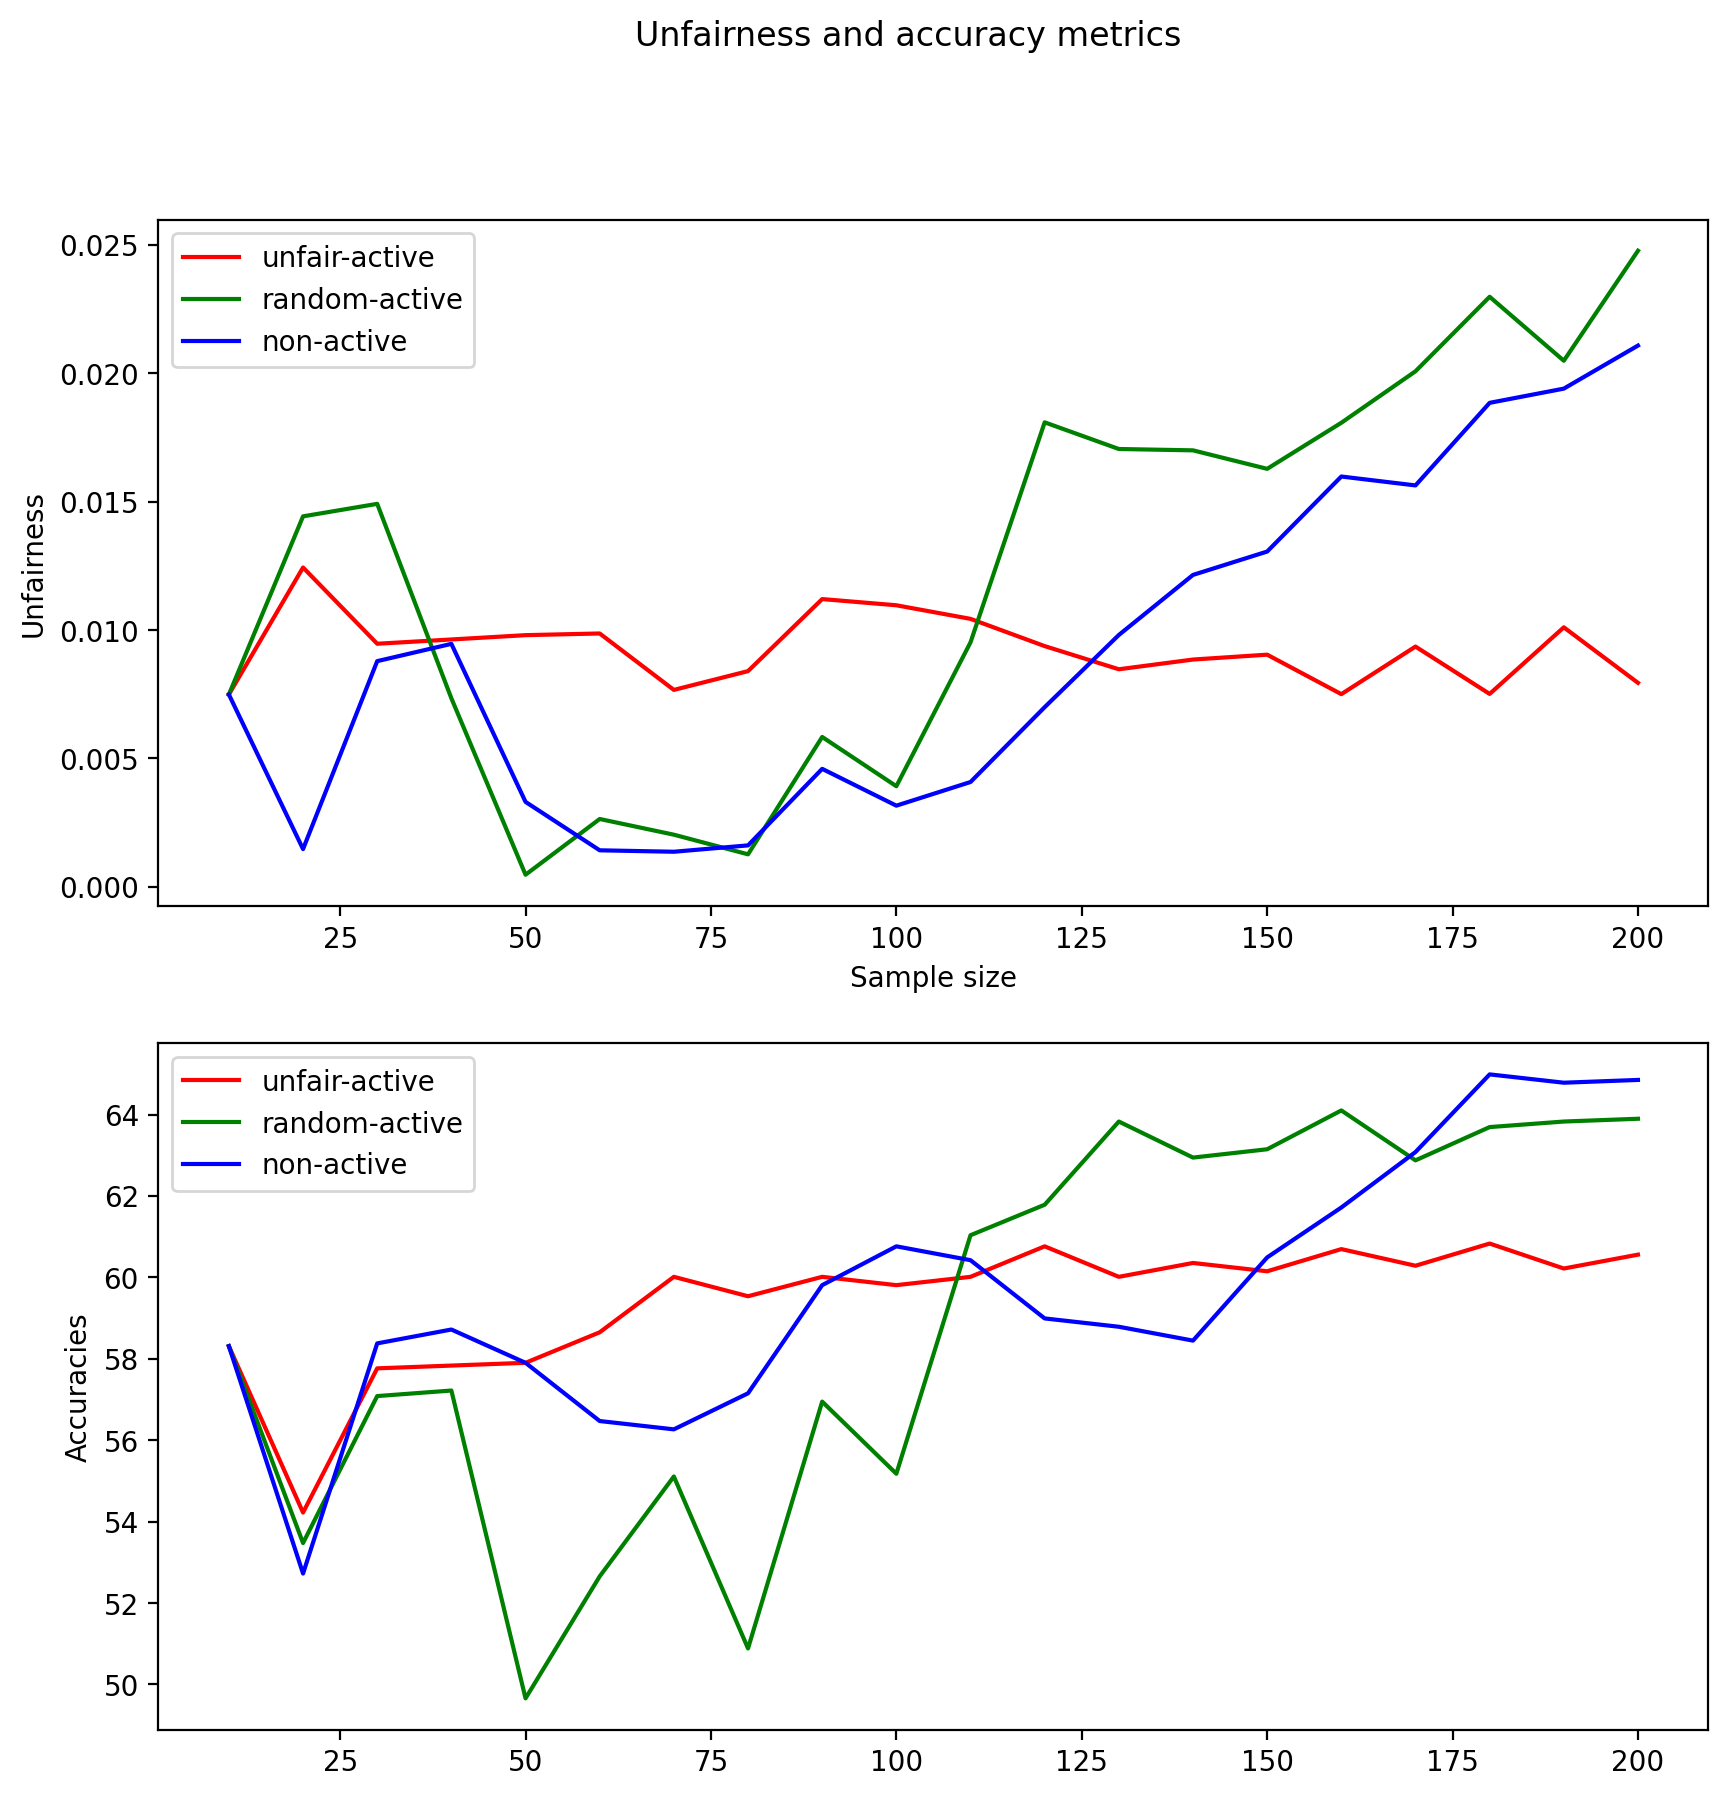 Unfairness and accuracy metrics
unfair-active
random-active
non-active
0.025
0.020
0.015
0.010
0.005
0.000
Unfairness
25 50 75 100 125 150 175 200
Sample size
unfair-active
random-active
non-active
64
62
60
58
56
54
52
50
Accuracies
25 50 75 100 125 150 175 200